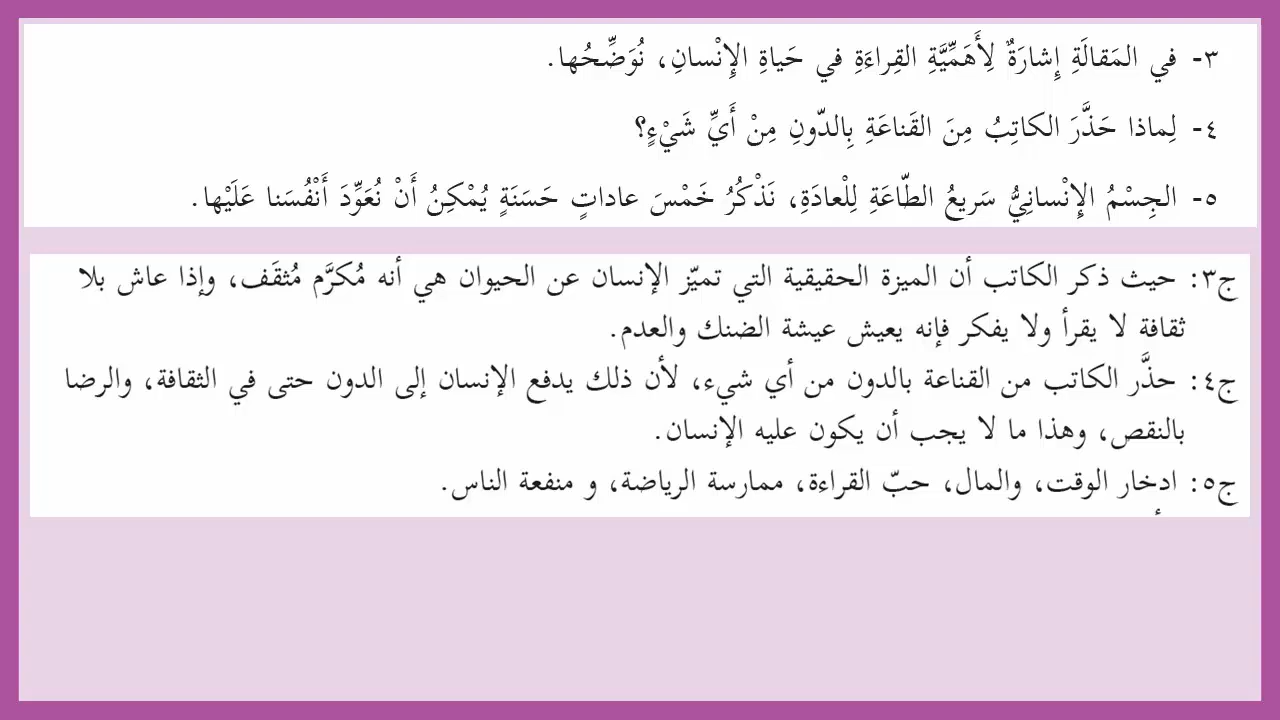 ٣- في المَقالَةِ إِشارَةٌ لِأَهَمِّيَّةِ القِراءَةِ في حَياةِ الإِنْسانِ، نُوَضِّحُها.
٤- لِماذا حَذَّرَ الكاتِبُ مِنَ القَناعَةِ بِالدّونِ مِنْ أَيِّ شَيْءٍ؟
٥- الجِسْمُ الإِنْسانِيُّ سَريعُ الطّاعَةِ لِلْعادَةِ، نَذْكُرُ خَمْسَ عاداتٍ حَسَنَةٍ يُمْكِنُ أَنْ نُعَوِّدَ أَنْفُسَنا عَلَيْها.
ج٣: حيث ذكر الكاتب أن الميزة الحقيقية التي تميّز الإنسان عن الحيوان هي أنه مُكرَّم مُثقَف، وإذا عاش بلا
ثقافة لا يقرأ ولا يفكر فإنه يعيش عيشة الضنك والعدم.
ج٤: حذَّر الكاتب من القناعة بالدون من أي شيء، لأن ذلك يدفع الإنسان إلى الدون حتى في الثقافة، والرضا
بالنقص، وهذا ما لا يجب أن يكون عليه الإنسان.
ج٥: ادخار الوقت، والمال، حبّ القراءة، ممارسة الرياضة، و منفعة الناس.